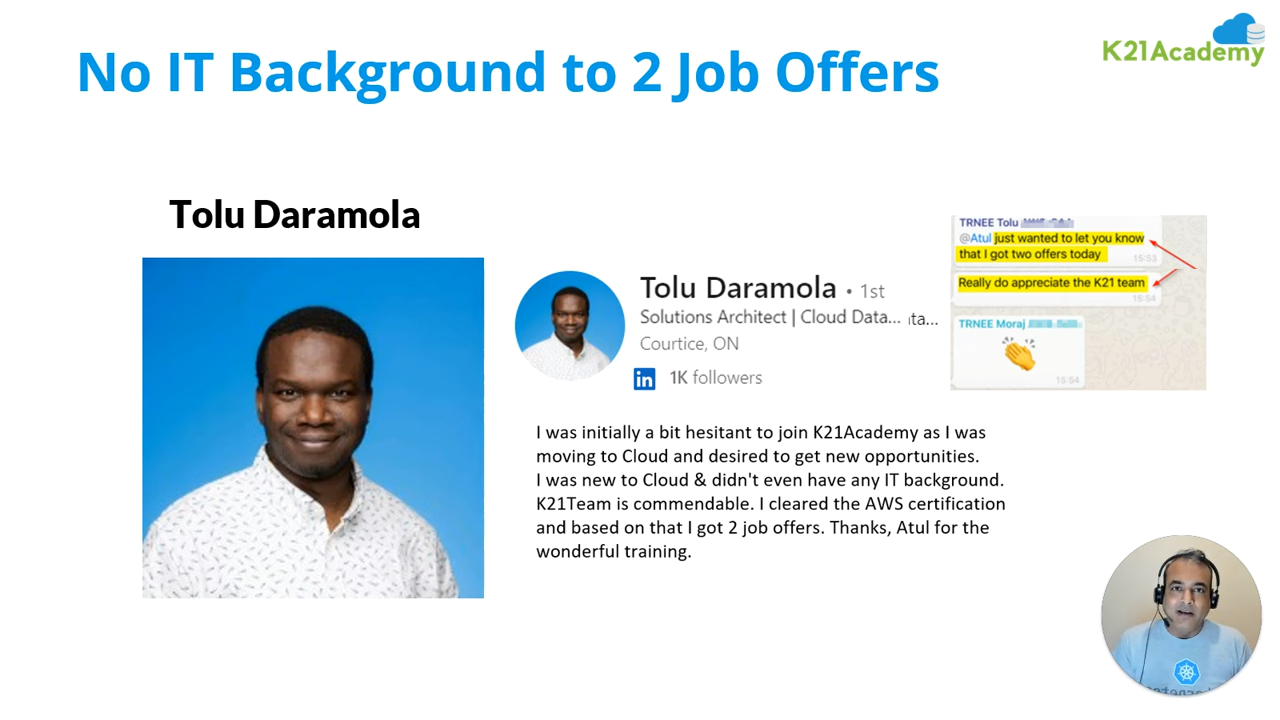 K21Academy
No IT Background to 2 Job Offers
Tolu Daramola
Tolu Daramola • 1st
Solutions Architect | Cloud Data... ta...
Courtice, ON
in 1K followers
I was initially a bit hesitant to join K21Academy as I was
moving to Cloud and desired to get new opportunities.
I was new to Cloud & didn't even have any IT background.
K21Team is commendable. I cleared the AWS certification
and based on that I got 2 job offers. Thanks, Atul for the
wonderful training.
TRNEE Tolu
@Atul just wanted to let you know
that I got two offers today
15:53
Really do appreciate the K21 team
15:54
TRNEE Moraj
15:54